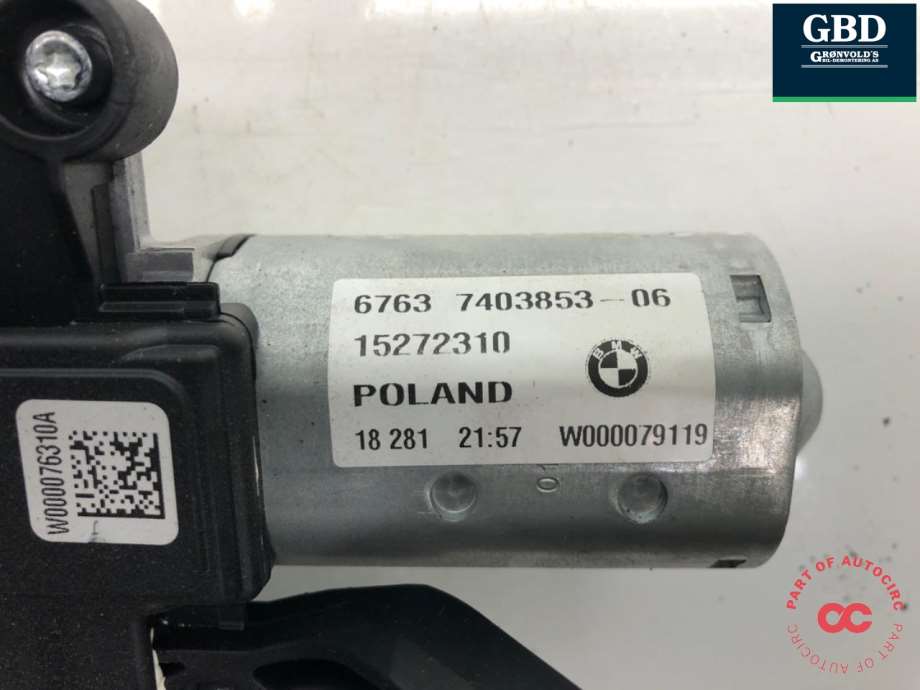 GBD
GRØNVOLD'S
BIL-DEMONTERING AS
6763 7403853-06
15272310
BMW
POLAND
18 281 21:57 W000079119
W000076310A
01
PART OF AUTOCIRC
PART OF AUTOCIRC